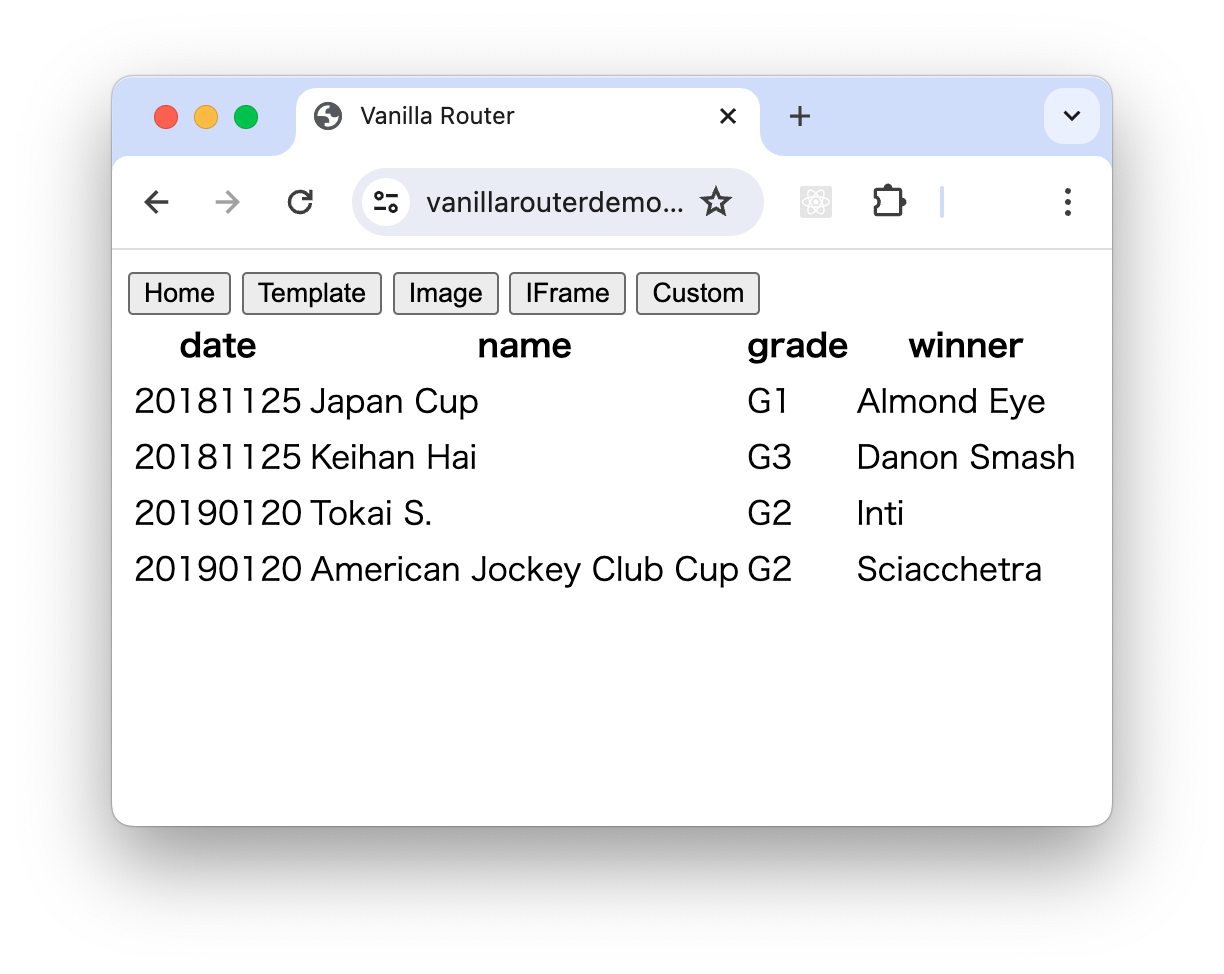 Vanilla Router
vanillarouterdemo...
Home Template Image IFrame Custom
date name grade winner
20181125 Japan Cup G1 Almond Eye
20181125 Keihan Hai G3 Danon Smash
20190120 Tokai S. G2 Inti
20190120 American Jockey Club Cup G2 Sciacchetra